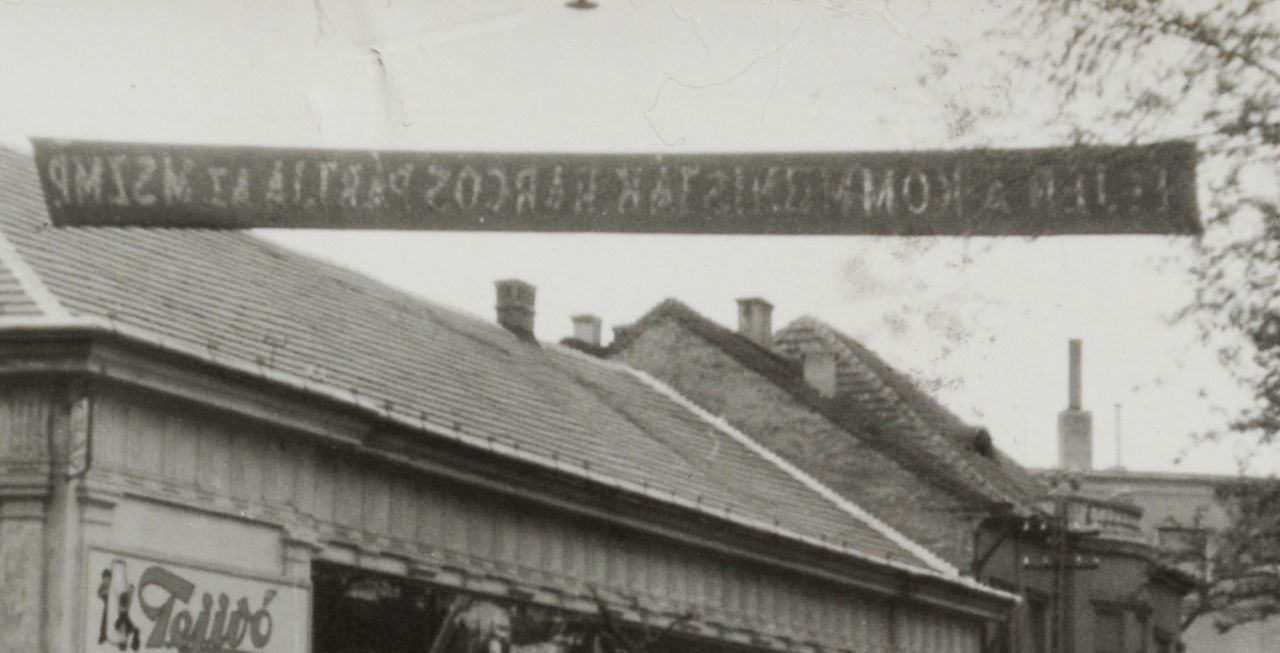 ÉLJEN A KOMMUNISTÁK HARCOS PÁRTJA AZ MSZMP
Tejivó